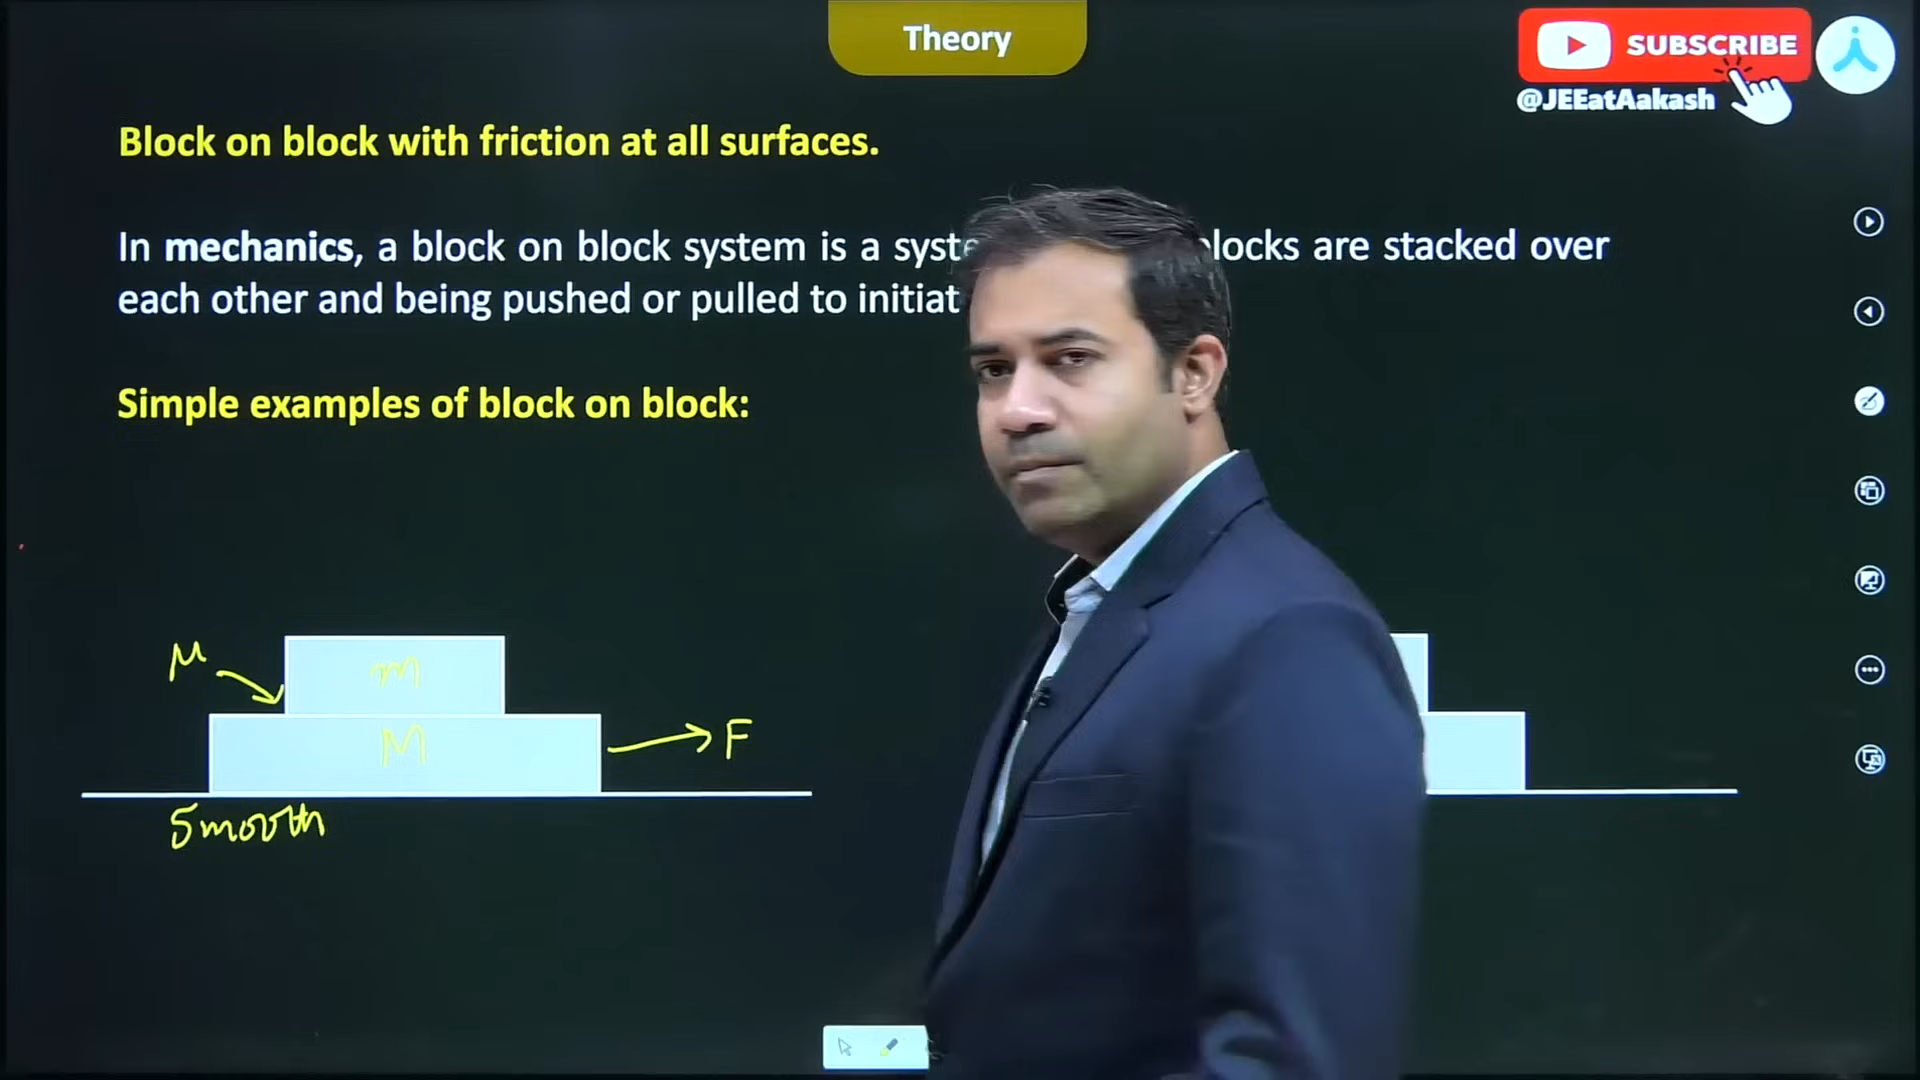 Theory
SUBSCRIBE
@JEEatAakash
Block on block with friction at all surfaces.
In mechanics, a block on block system is a syste locks are stacked over
each other and being pushed or pulled to initiat
Simple examples of block on block:
μ
m
M
F
Smooth